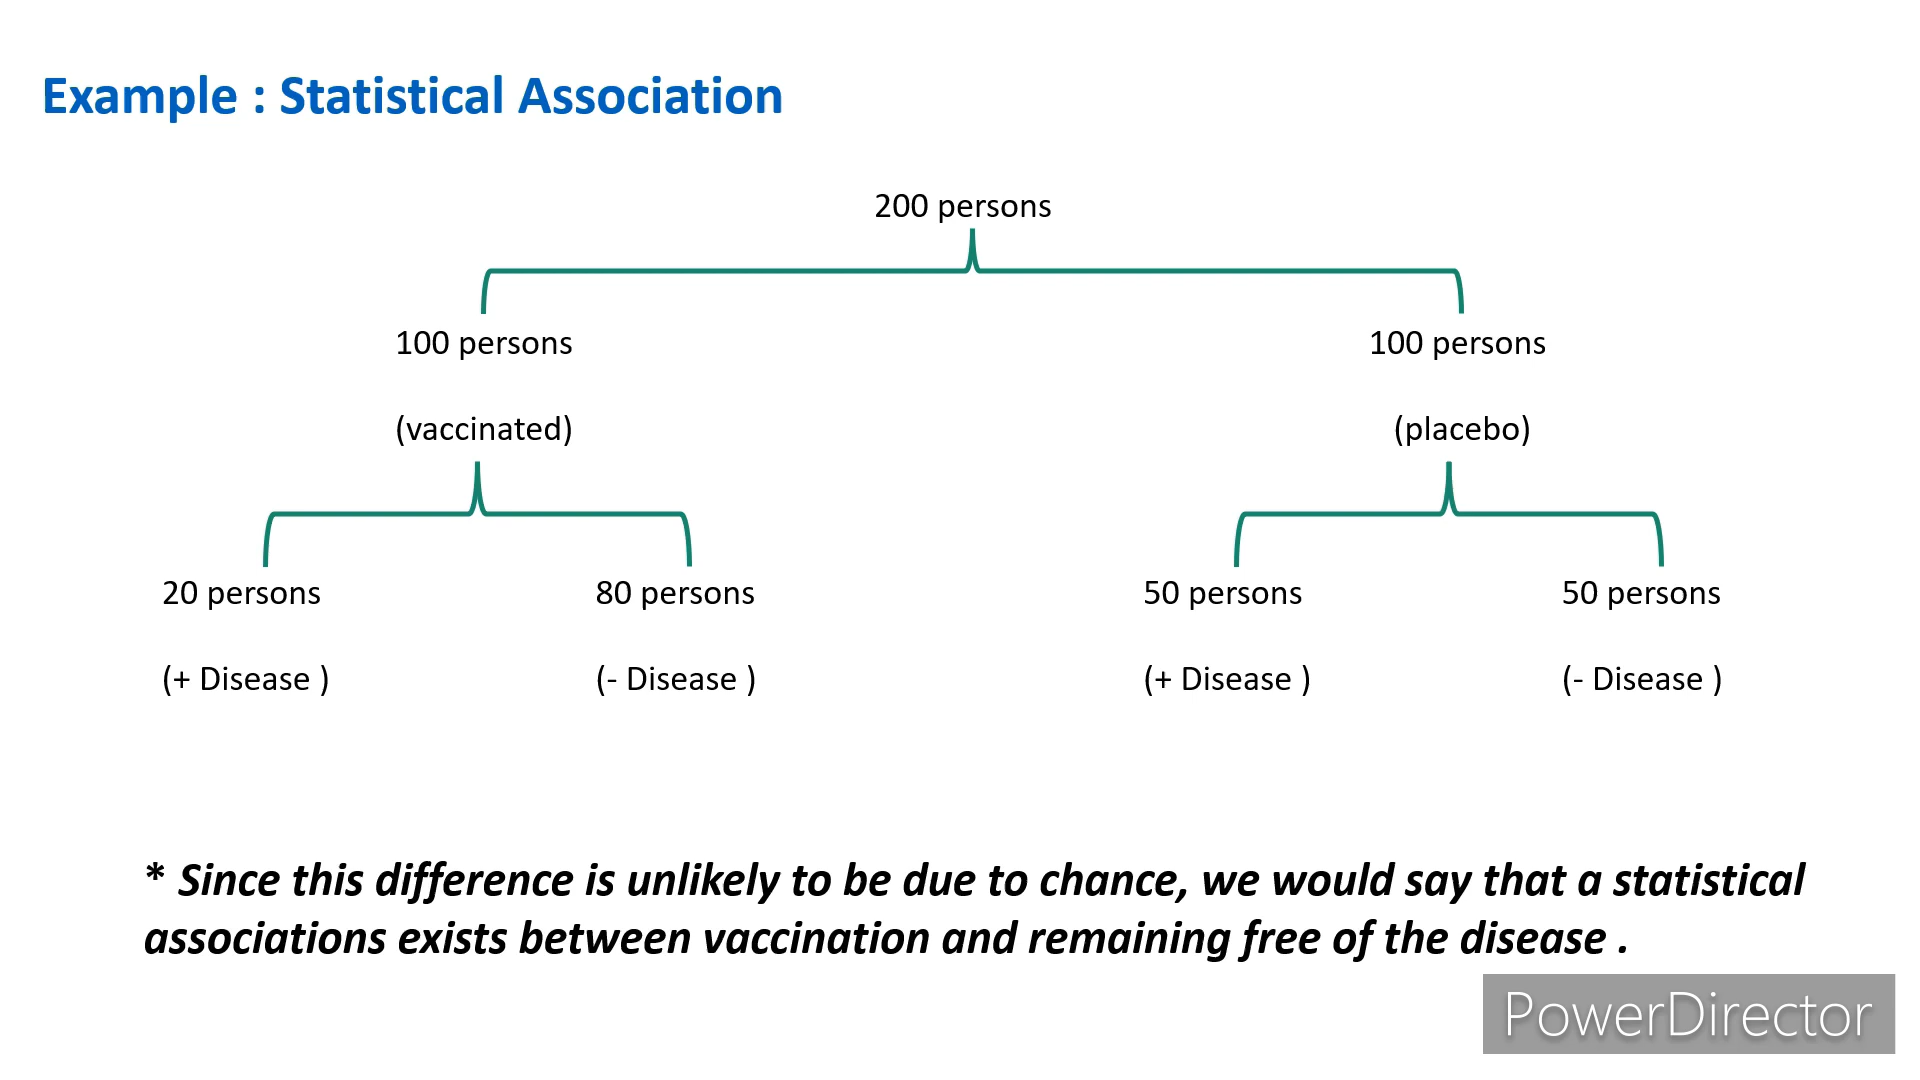 Example : Statistical Association
200 persons
100 persons
100 persons
(vaccinated)
(placebo)
20 persons
80 persons
50 persons
50 persons
(+ Disease )
(- Disease )
(+ Disease )
(- Disease )
* Since this difference is unlikely to be due to chance, we would say that a statistical
associations exists between vaccination and remaining free of the disease .
PowerDirector